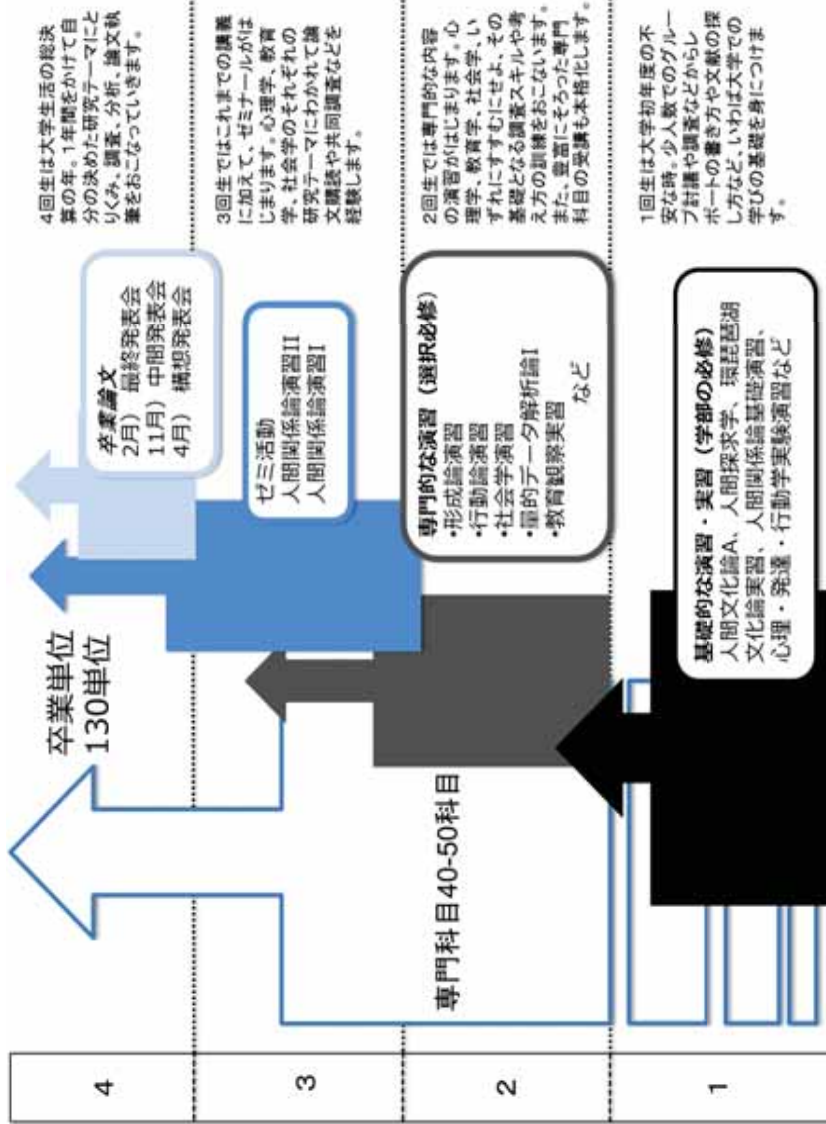 4
3
2
1
卒業単位
130単位
専門科目40-50科目
卒業論文
2月）最終発表会
11月）中間発表会
4月）構想発表会
4回生は大学生活の総決
算の年。1年間をかけて自
分の決めた研究テーマにと
りくみ、調査、分析、論文執
筆をおこなっていきます。
ゼミ活動
人間関係論演習II
人間関係論演習I
3回生ではこれまでの講義
に加えて、ゼミナールがは
じまります。心理学、教育
学、社会学のそれぞれの
研究テーマにわかれて論
文購読や共同調査などを
経験します。
専門的な演習（選択必修）
・形成論演習
・行動論演習
・社会学演習
・量的データ解析論I
・教育観察実習
など
2回生では専門的な内容
の演習がはじまります。心
理学、教育学、社会学、い
ずれにすすむにせよ、その
基礎となる調査スキルや考
え方の訓練をおこないます。
また、豊富にそろった専門
科目の受講も本格化します。
基礎的な演習・実習（学部の必修）
人間文化論A、人間探求学、環琵琶湖
文化論実習、人間関係論基礎演習、
心理・発達・行動学実験演習など
1回生は大学初年度の不
安な時。少人数でのグルー
プ討議や調査などからレ
ポートの書き方や文献の探
し方など、いわば大学での
学びの基礎を身につけま
す。